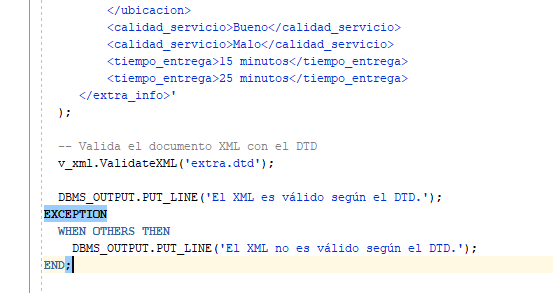 </ubicacion>
<calidad_servicio>Bueno</calidad_servicio>
<calidad_servicio>Malo</calidad_servicio>
<tiempo_entrega>15 minutos</tiempo_entrega>
<tiempo_entrega>25 minutos</tiempo_entrega>
</extra_info>'
);
-- Valida el documento XML con el DTD
v_xml.ValidateXML('extra.dtd');
DBMS_OUTPUT.PUT_LINE('El XML es válido según el DTD.');
EXCEPTION
WHEN OTHERS THEN
DBMS_OUTPUT.PUT_LINE('El XML no es válido según el DTD.');
END;